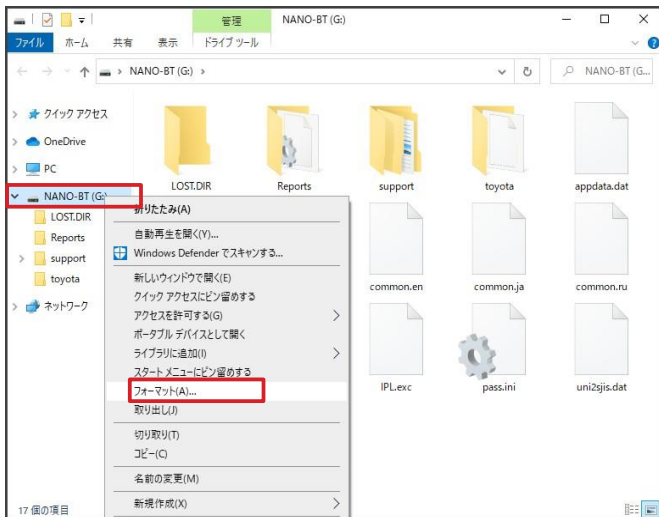 管理
NANO-BT (G:)
ファイル
ホーム
共有
表示
ドライブ ツール
NANO-BT (G:)
NANO-BT (G...
クイック アクセス
OneDrive
PC
NANO-BT (G:)
LOST.DIR
Reports
support
toyota
ネットワーク
LOST.DIR
Reports
support
toyota
appdata.dat
common.en
common.ja
common.ru
IPL.exc
pass.ini
uni2sjis.dat
折りたたみ(A)
自動再生を開く(Y)...
Windows Defender でスキャンする...
新しいウィンドウで開く(E)
クイック アクセスにピン留めする
アクセスを許可する(G)
ポータブル デバイスとして開く
ライブラリに追加(I)
スタート メニューにピン留めする
フォーマット(A)...
取り出し(J)
切り取り(T)
コピー(C)
名前の変更(M)
新規作成(X)
17 個の項目